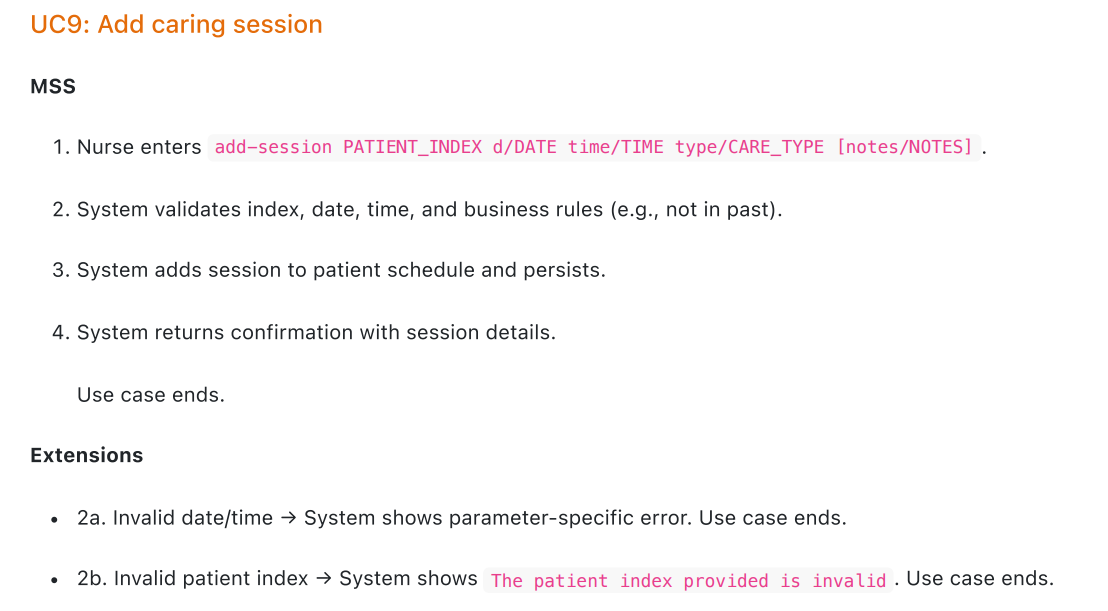 UC9: Add caring session
MSS
1. Nurse enters add-session PATIENT_INDEX d/DATE time/TIME type/CARE_TYPE [notes/NOTES] .
2. System validates index, date, time, and business rules (e.g., not in past).
3. System adds session to patient schedule and persists.
4. System returns confirmation with session details.
Use case ends.
Extensions
• 2a. Invalid date/time → System shows parameter-specific error. Use case ends.
• 2b. Invalid patient index → System shows The patient index provided is invalid . Use case ends.